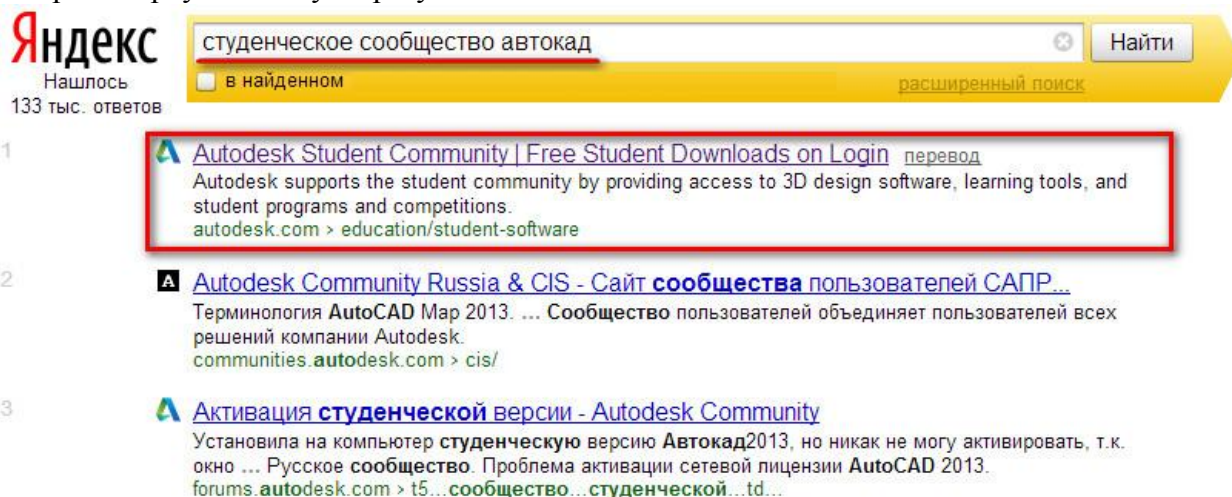 Яндекс
студенческое сообщество автокад
Найти
Нашлось
133 тыс. ответов
в найденном
расширенный поиск
1
Autodesk Student Community | Free Student Downloads on Login перевод
Autodesk supports the student community by providing access to 3D design software, learning tools, and
student programs and competitions.
autodesk.com › education/student-software
2
A Autodesk Community Russia & CIS - Сайт сообщества пользователей САПР...
Терминология AutoCAD Map 2013. ... Сообщество пользователей объединяет пользователей всех
решений компании Autodesk.
communities.autodesk.com › cis/
3
Активация студенческой версии - Autodesk Community
Установила на компьютер студенческую версию Автокад2013, но никак не могу активировать, т.к.
окно ... Русское сообщество. Проблема активации сетевой лицензии AutoCAD 2013.
forums.autodesk.com › t5...сообщество...студенческой...td...